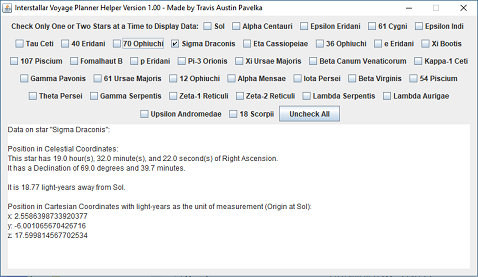 Interstallar Voyage Planner Helper Version 1.00 - Made by Travis Austin Pavelka
Check Only One or Two Stars at a Time to Display Data: Sol Alpha Centauri Epsilon Eridani 61 Cygni Epsilon Indi
Tau Ceti 40 Eridani 70 Ophiuchi Sigma Draconis Eta Cassiopeiae 36 Ophiuchi e Eridani Xi Bootis
107 Piscium Fomalhaut B p Eridani Pi-3 Orionis Xi Ursae Majoris Beta Canum Venaticorum Kappa-1 Ceti
Gamma Pavonis 61 Ursae Majoris 12 Ophiuchi Alpha Mensae Iota Persei Beta Virginis 54 Piscium
Theta Persei Gamma Serpentis Zeta-1 Reticuli Zeta-2 Reticuli Lambda Serpentis Lambda Aurigae
Upsilon Andromedae 18 Scorpii Uncheck All
Data on star "Sigma Draconis":
Position in Celestial Coordinates:
This star has 19.0 hour(s), 32.0 minute(s), and 22.0 second(s) of Right Ascension.
It has a Declination of 69.0 degrees and 39.7 minutes.
It is 18.77 light-years away from Sol.
Position in Cartesian Coordinates with light-years as the unit of measurement (Origin at Sol):
x: 2.5586398733920377
y: -6.001065670426716
z: 17.599814567702534